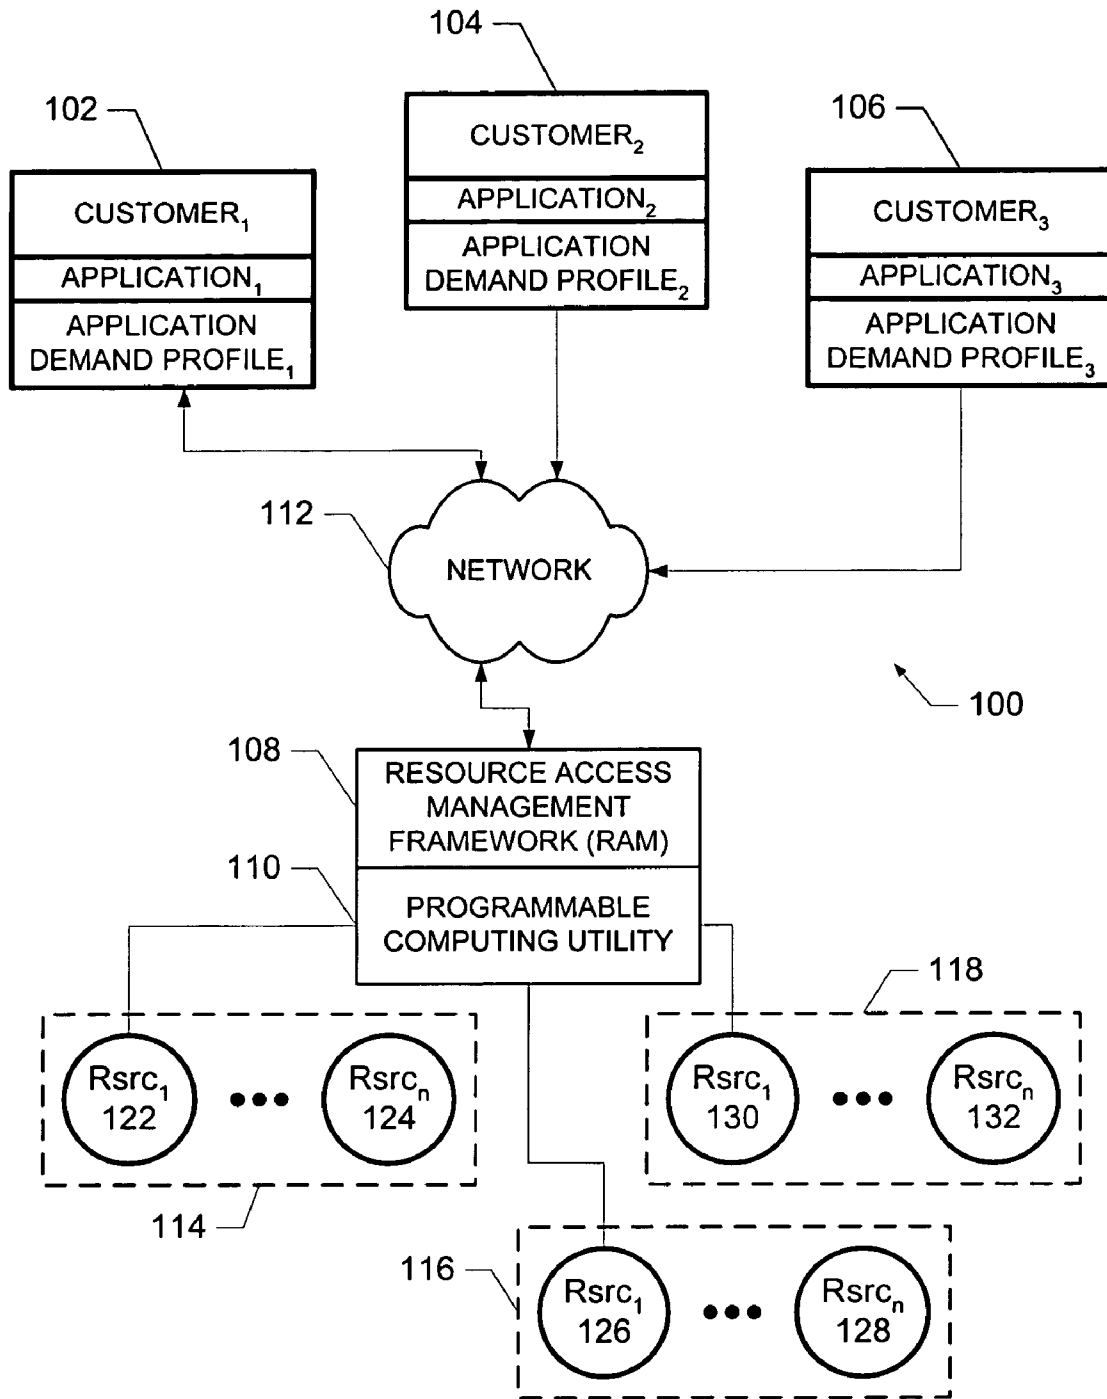 104
102
106
CUSTOMER₂
CUSTOMER₁
CUSTOMER₃
APPLICATION₂
APPLICATION
DEMAND PROFILE₂
APPLICATION₁
APPLICATION
DEMAND PROFILE₁
APPLICATION₃
APPLICATION
DEMAND PROFILE₃
112
NETWORK
100
108
RESOURCE ACCESS
MANAGEMENT
FRAMEWORK (RAM)
110
PROGRAMMABLE
COMPUTING UTILITY
118
Rsrc₁
122
Rsrcₙ
124
Rsrc₁
130
Rsrcₙ
132
114
116
Rsrc₁
126
Rsrcₙ
128